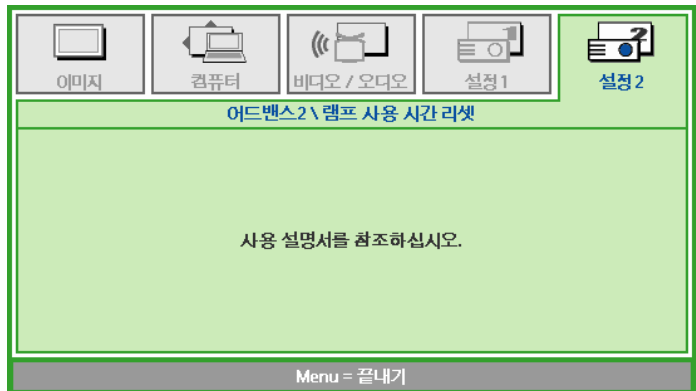 이미지
컴퓨터
비디오 / 오디오
설정 1
설정 2
어드밴스2 \ 램프 사용 시간 리셋
사용 설명서를 참조하십시오.
Menu = 끝내기